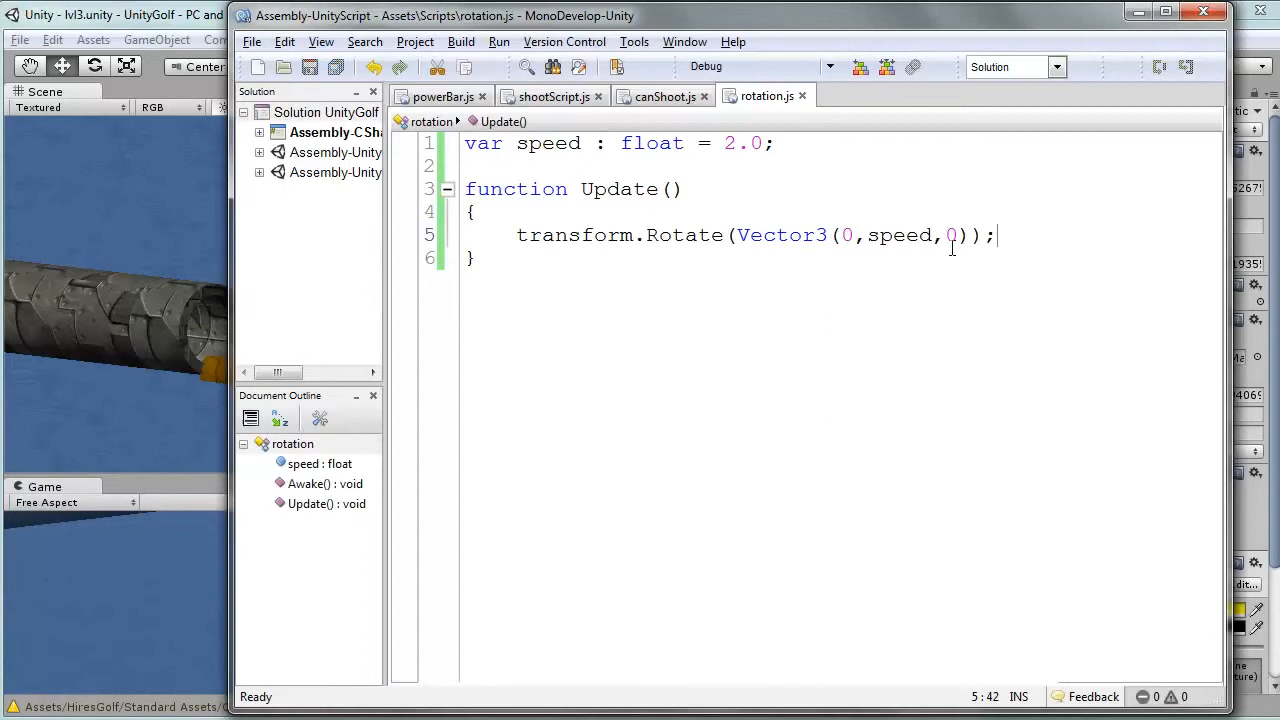 Unity - lvl3.unity - UnityGolf - PC and
File Edit Assets GameObject Com
Center
Scene
Textured RGB
Game
Free Aspect
Assets/HiresGolf/Standard Assets/
Assembly-UnityScript - Assets\Scripts\rotation.js - MonoDevelop-Unity
File Edit View Search Project Build Run Version Control Tools Window Help
Debug Solution
Solution
Solution UnityGolf
Assembly-CSha
Assembly-Unity
Assembly-Unity
Document Outline
rotation
speed : float
Awake() : void
Update() : void
powerBar.js shootScript.js canShoot.js rotation.js
rotation Update()
1 var speed : float = 2.0;
2
3 function Update()
4 {
5 transform.Rotate(Vector3(0,speed,0));
6 }
Ready 5 : 42 INS Feedback 0 0